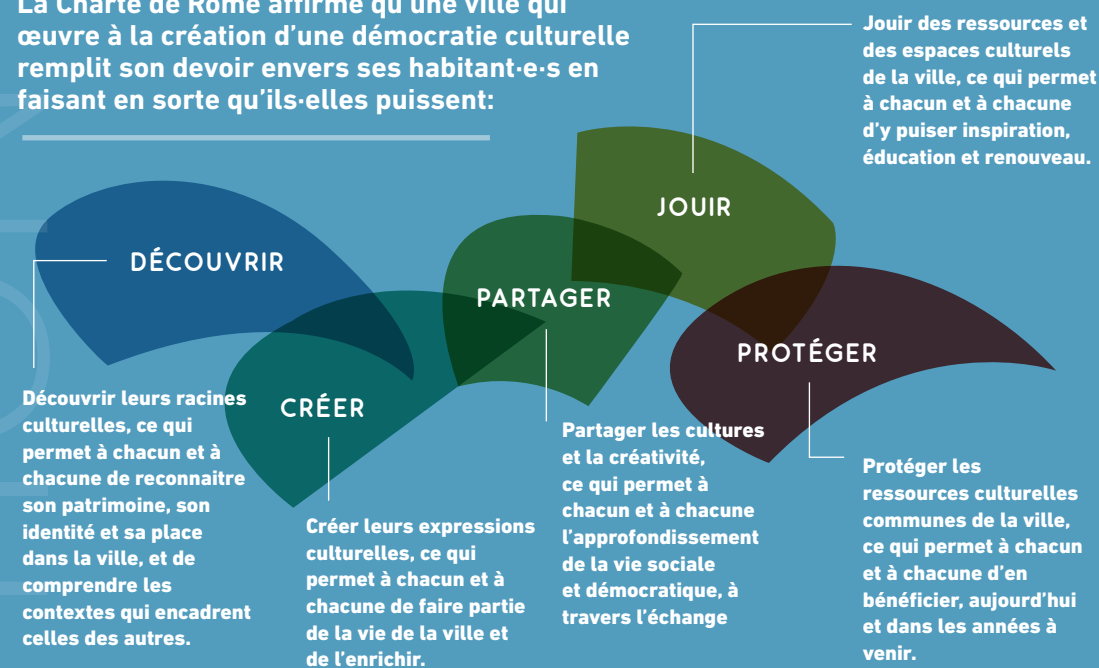 La Charte de Rome affirme qu'une ville qui
œuvre à la création d'une démocratie culturelle
remplit son devoir envers ses habitant·e·s en
faisant en sorte qu'ils·elles puissent:
Jouir des ressources et
des espaces culturels
de la ville, ce qui permet
à chacun et à chacune
d'y puiser inspiration,
éducation et renouveau.
JOUIR
DÉCOUVRIR
PARTAGER
PROTÉGER
CRÉER
Découvrir leurs racines
culturelles, ce qui
permet à chacun et à
chacune de reconnaitre
son patrimoine, son
identité et sa place
dans la ville, et de
comprendre les
contextes qui encadrent
celles des autres.
Créer leurs expressions
culturelles, ce qui
permet à chacun et à
chacune de faire partie
de la vie de la ville et
de l'enrichir.
Partager les cultures
et la créativité,
ce qui permet à
chacun et à chacune
l'approfondissement
de la vie sociale
et démocratique, à
travers l'échange
Protéger les
ressources culturelles
communes de la ville,
ce qui permet à chacun
et à chacune d'en
bénéficier, aujourd'hui
et dans les années à
venir.